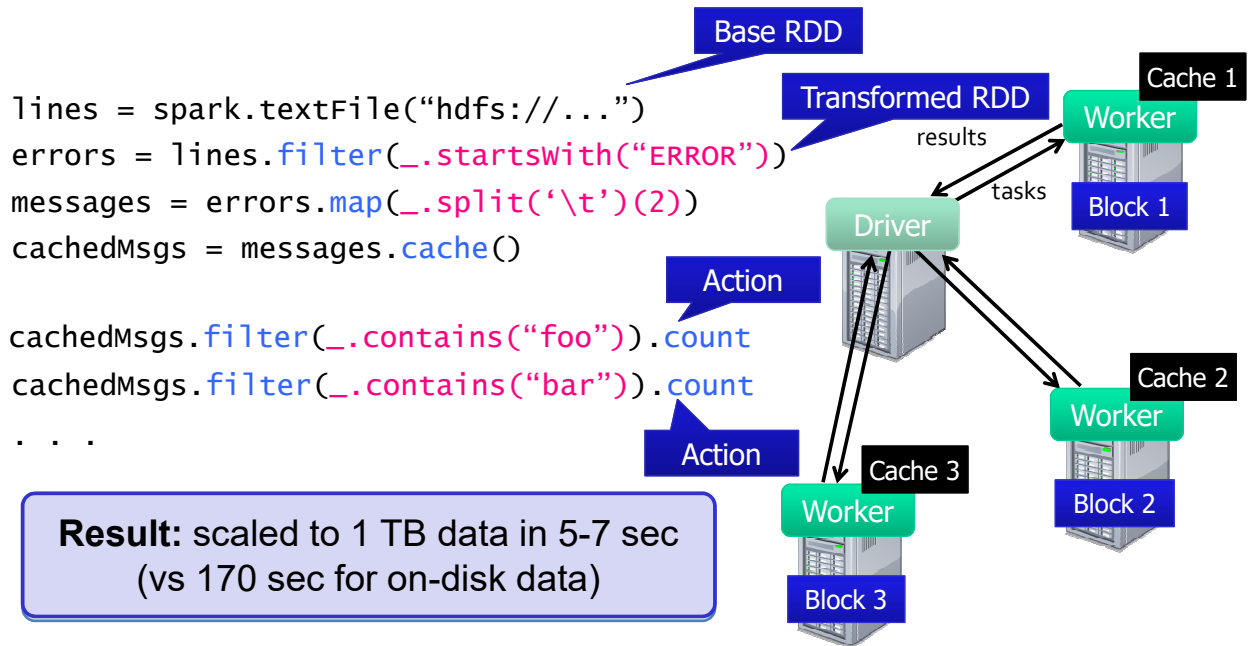 Base RDD
lines = spark.textFile(“hdfs://...”)
Transformed RDD
errors = lines.filter(_.startsWith(“ERROR”))
messages = errors.map(_.split(‘\t’)(2))
cachedMsgs = messages.cache()
Action
cachedMsgs.filter(_.contains(“foo”)).count
cachedMsgs.filter(_.contains(“bar”)).count
Action
. . .
Result: scaled to 1 TB data in 5-7 sec
(vs 170 sec for on-disk data)
Cache 1
Worker
results
tasks
Block 1
Driver
Cache 2
Worker
Block 2
Cache 3
Worker
Block 3